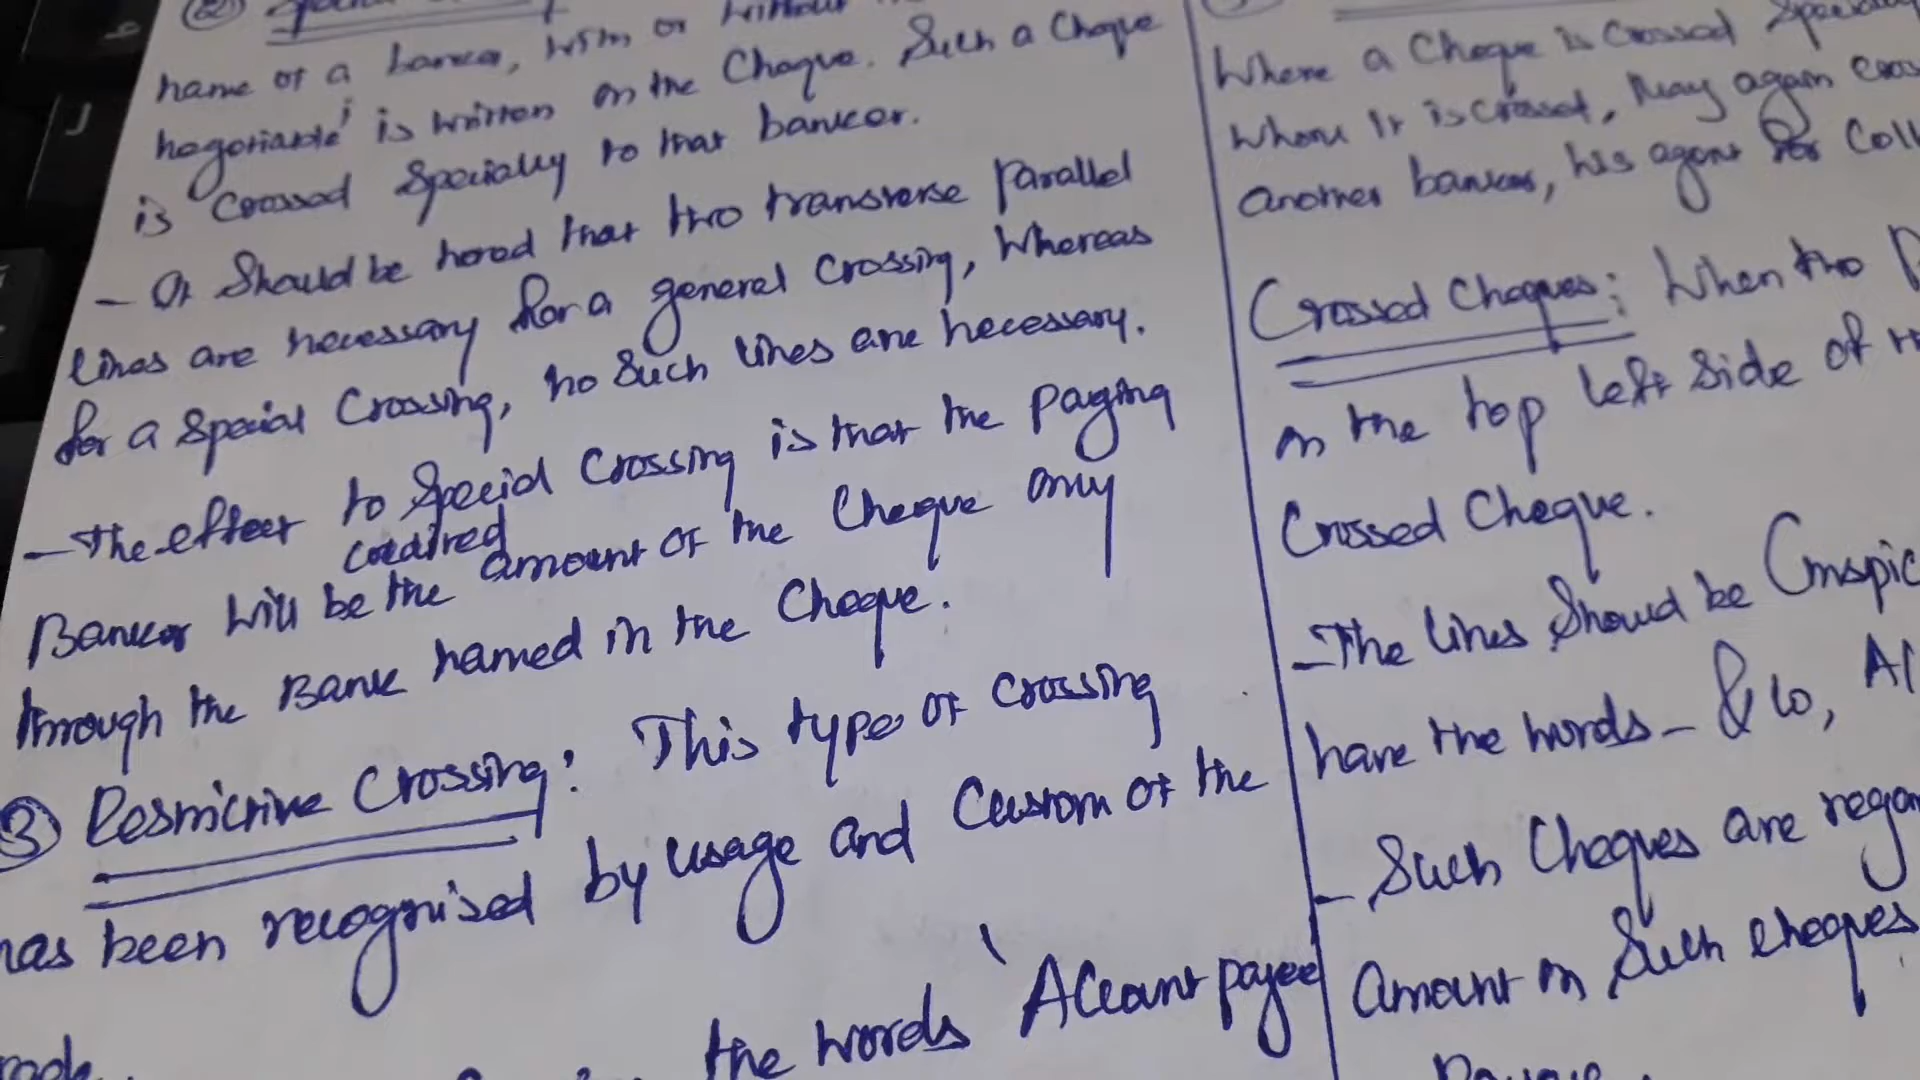 name of a banker, with or without
negotiable' is written on the Cheque. Such a Cheque
is Crossed Specially to that banker.
- It Should be noted that two transverse parallel
lines are necessary for a general Crossing, Whereas
for a Special Crossing, no Such lines are necessary.
- The effect to Special Crossing is that the paying
Banker will be the credited amount of the Cheque only
through the Bank named in the Cheque.
3 Restrictive Crossing: This type of crossing
has been recognised by usage and Custom of the
the words 'Account payee
Where a Cheque is Crossed Specially
whom it is crossed, May again
another banker, his agent for
Crossed Cheques: When two
on the top left Side of
Crossed Cheque.
- The lines Should be
have the words - & Co,
- Such Cheques are
amount on Such cheques